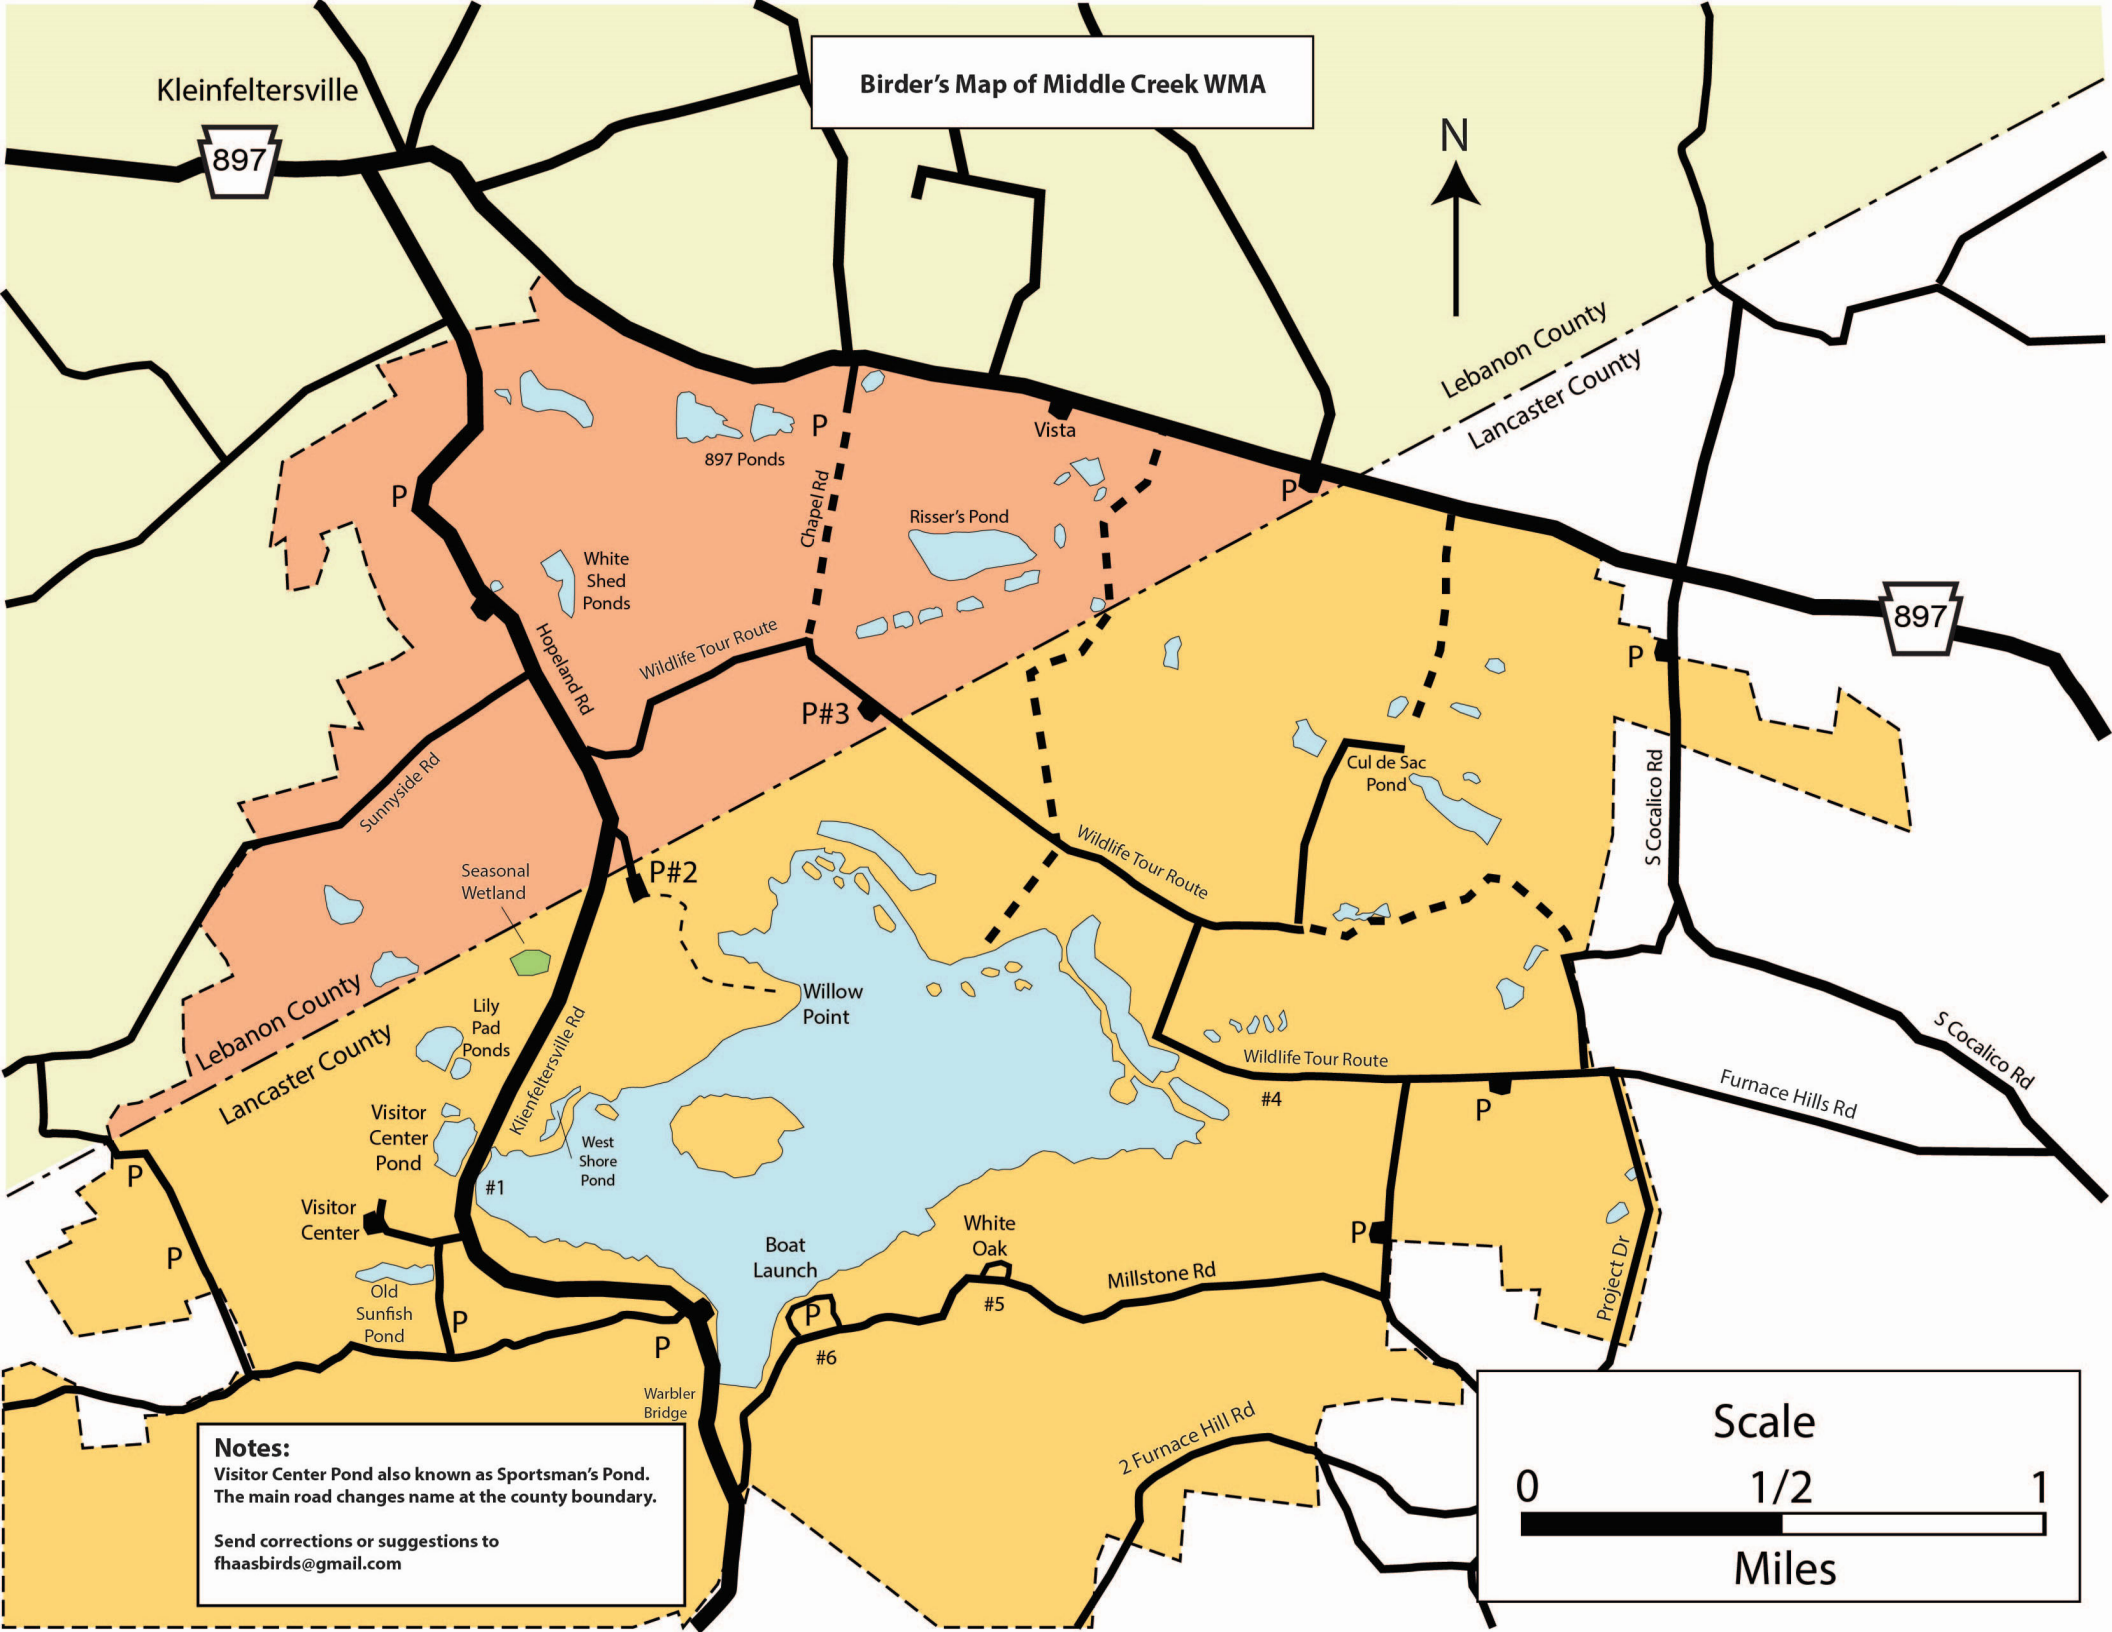 Birder's Map of Middle Creek WMA
Kleinfeltersville
897
N
Lebanon County
Lancaster County
Vista
P
897 Ponds
Chapel Rd
P
P
Risser's Pond
White
Shed
Ponds
Hopeland Rd
Wildlife Tour Route
897
P
P#3
Sunnyside Rd
Cul de Sac
Pond
S Cocalico Rd
Seasonal
Wetland
P#2
Wildlife Tour Route
Willow
Point
Lebanon County
Lancaster County
Lily
Pad
Ponds
Klienfeltersville Rd
Wildlife Tour Route
S Cocalico Rd
Furnace Hills Rd
#4
P
Visitor
Center
Pond
West
Shore
Pond
#1
P
Visitor
Center
P
White
Oak
P
Boat
Launch
Millstone Rd
Project Dr
Old
Sunfish
Pond
P
P
#5
P
#6
Warbler
Bridge
2 Furnace Hill Rd
Notes:
Visitor Center Pond also known as Sportsman's Pond.
The main road changes name at the county boundary.
Send corrections or suggestions to
fhaasbirds@gmail.com
Scale
0 1/2 1
Miles